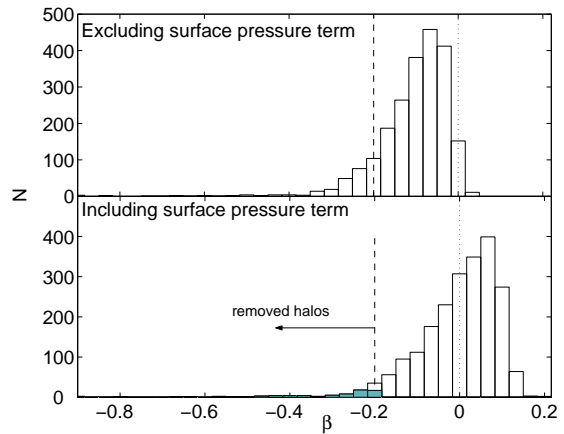 500
Excluding surface pressure term
400
300
200
100
0
N
Including surface pressure term
400
300
removed halos
200
100
0
−0.8 −0.6 −0.4 −0.2 0 0.2
β